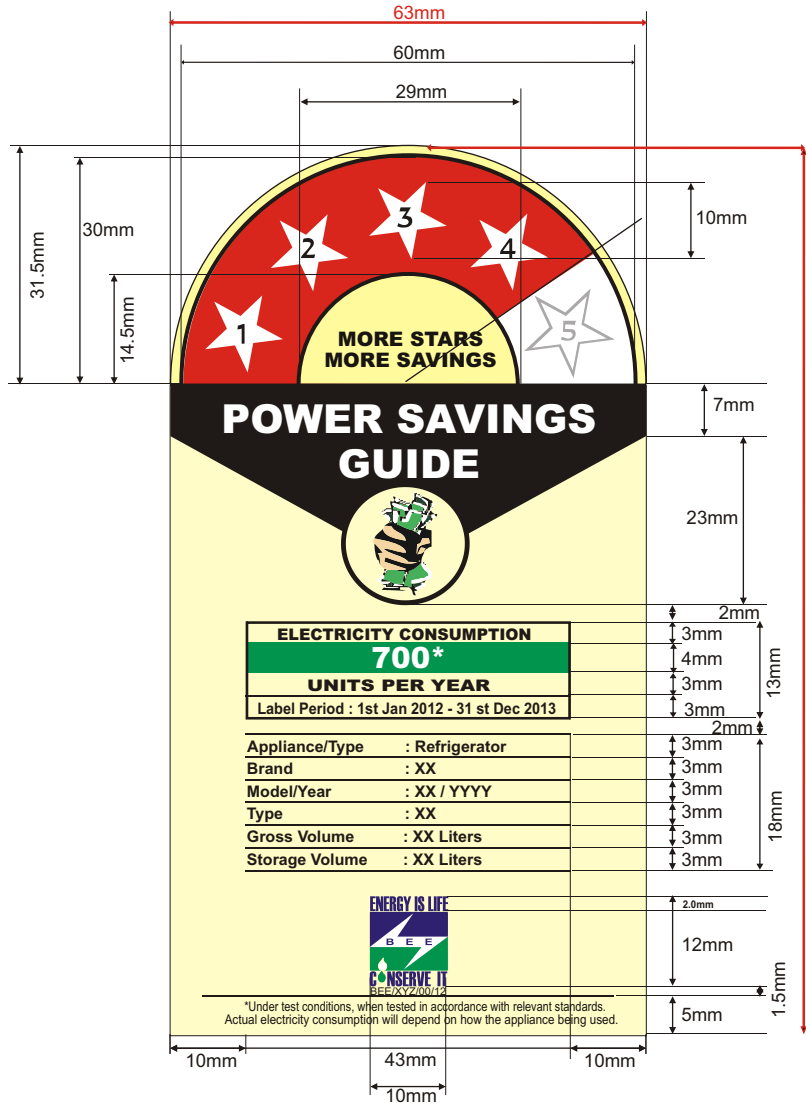 63mm
60mm
29mm
31.5mm
30mm
14.5mm
10mm
1
2
3
4
5
MORE STARS
MORE SAVINGS
POWER SAVINGS
GUIDE
7mm
23mm
2mm
ELECTRICITY CONSUMPTION
700*
UNITS PER YEAR
Label Period : 1st Jan 2012 - 31 st Dec 2013
3mm
4mm
3mm
3mm
13mm
2mm
Appliance/Type : Refrigerator
Brand : XX
Model/Year : XX / YYYY
Type : XX
Gross Volume : XX Liters
Storage Volume : XX Liters
3mm
3mm
3mm
3mm
3mm
3mm
18mm
ENERGY IS LIFE
B E E
CONSERVE IT
BEE/XYZ/00/12
2.0mm
12mm
1.5mm
*Under test conditions, when tested in accordance with relevant standards.
Actual electricity consumption will depend on how the appliance being used.
5mm
10mm
43mm
10mm
10mm